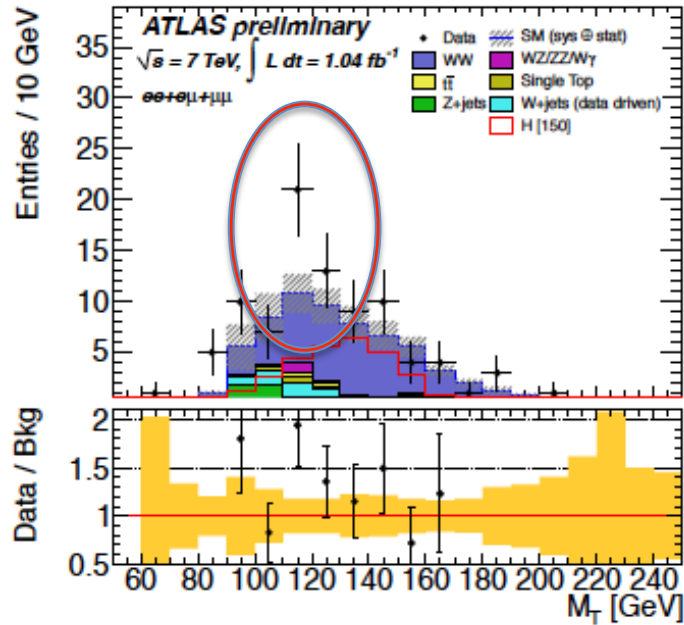 ATLAS preliminary
√s = 7 TeV, ∫ L dt = 1.04 fb⁻¹
ee+eμ+μμ
Data
SM (sys ⊕ stat)
WW
WZ/ZZ/Wγ
tt̄
Single Top
Z+jets
W+jets (data driven)
H [150]
Entries / 10 GeV
35
30
25
20
15
10
5
Data / Bkg
2
1.5
1
0.5
60 80 100 120 140 160 180 200 220 240
M_T [GeV]